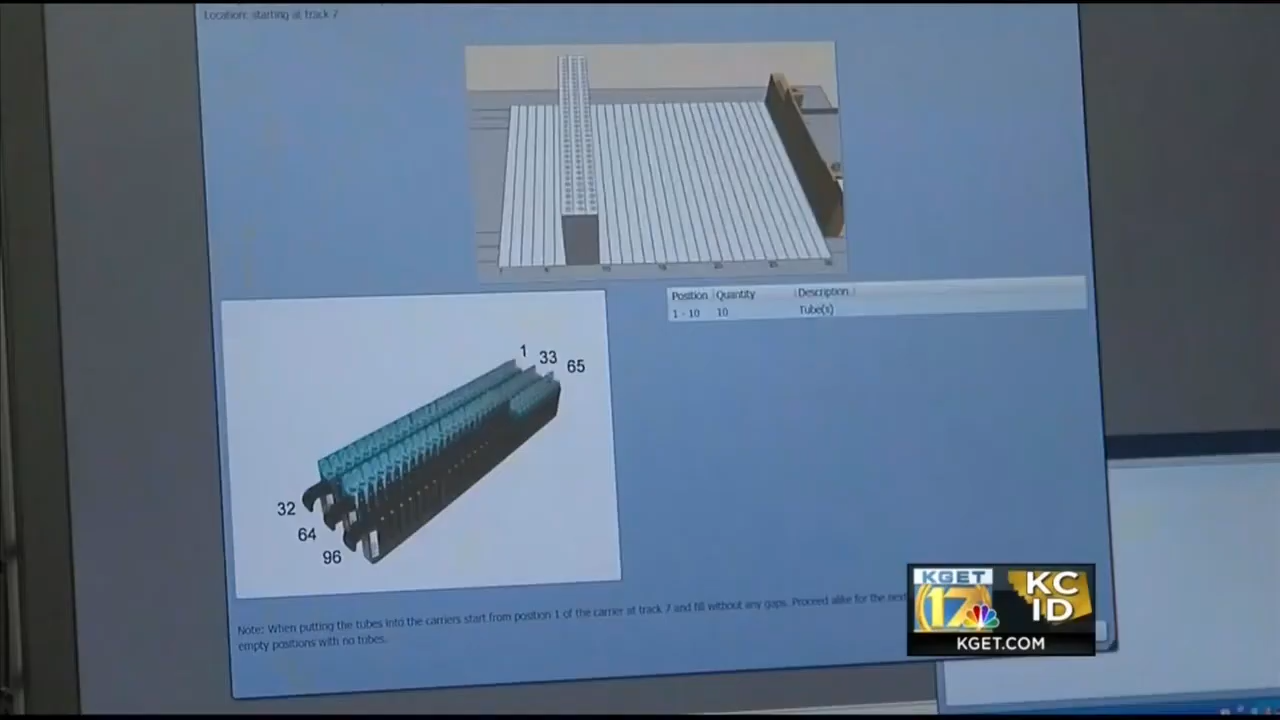 Location: starting at track 7
Position Quantity Description
1 - 10 10 Tube(s)
1 33 65
32
64
96
Note: When putting the tubes into the carriers start from position 1 of the carrier at track 7 and fill without any gaps. Proceed alike for the next
empty positions with no tubes.
KGET
17
KC
ID
KGET.COM